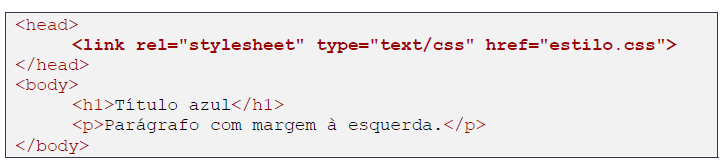 <head>
<link rel="stylesheet" type="text/css" href="estilo.css">
</head>
<body>
<h1>Título azul</h1>
<p>Parágrafo com margem à esquerda.</p>
</body>